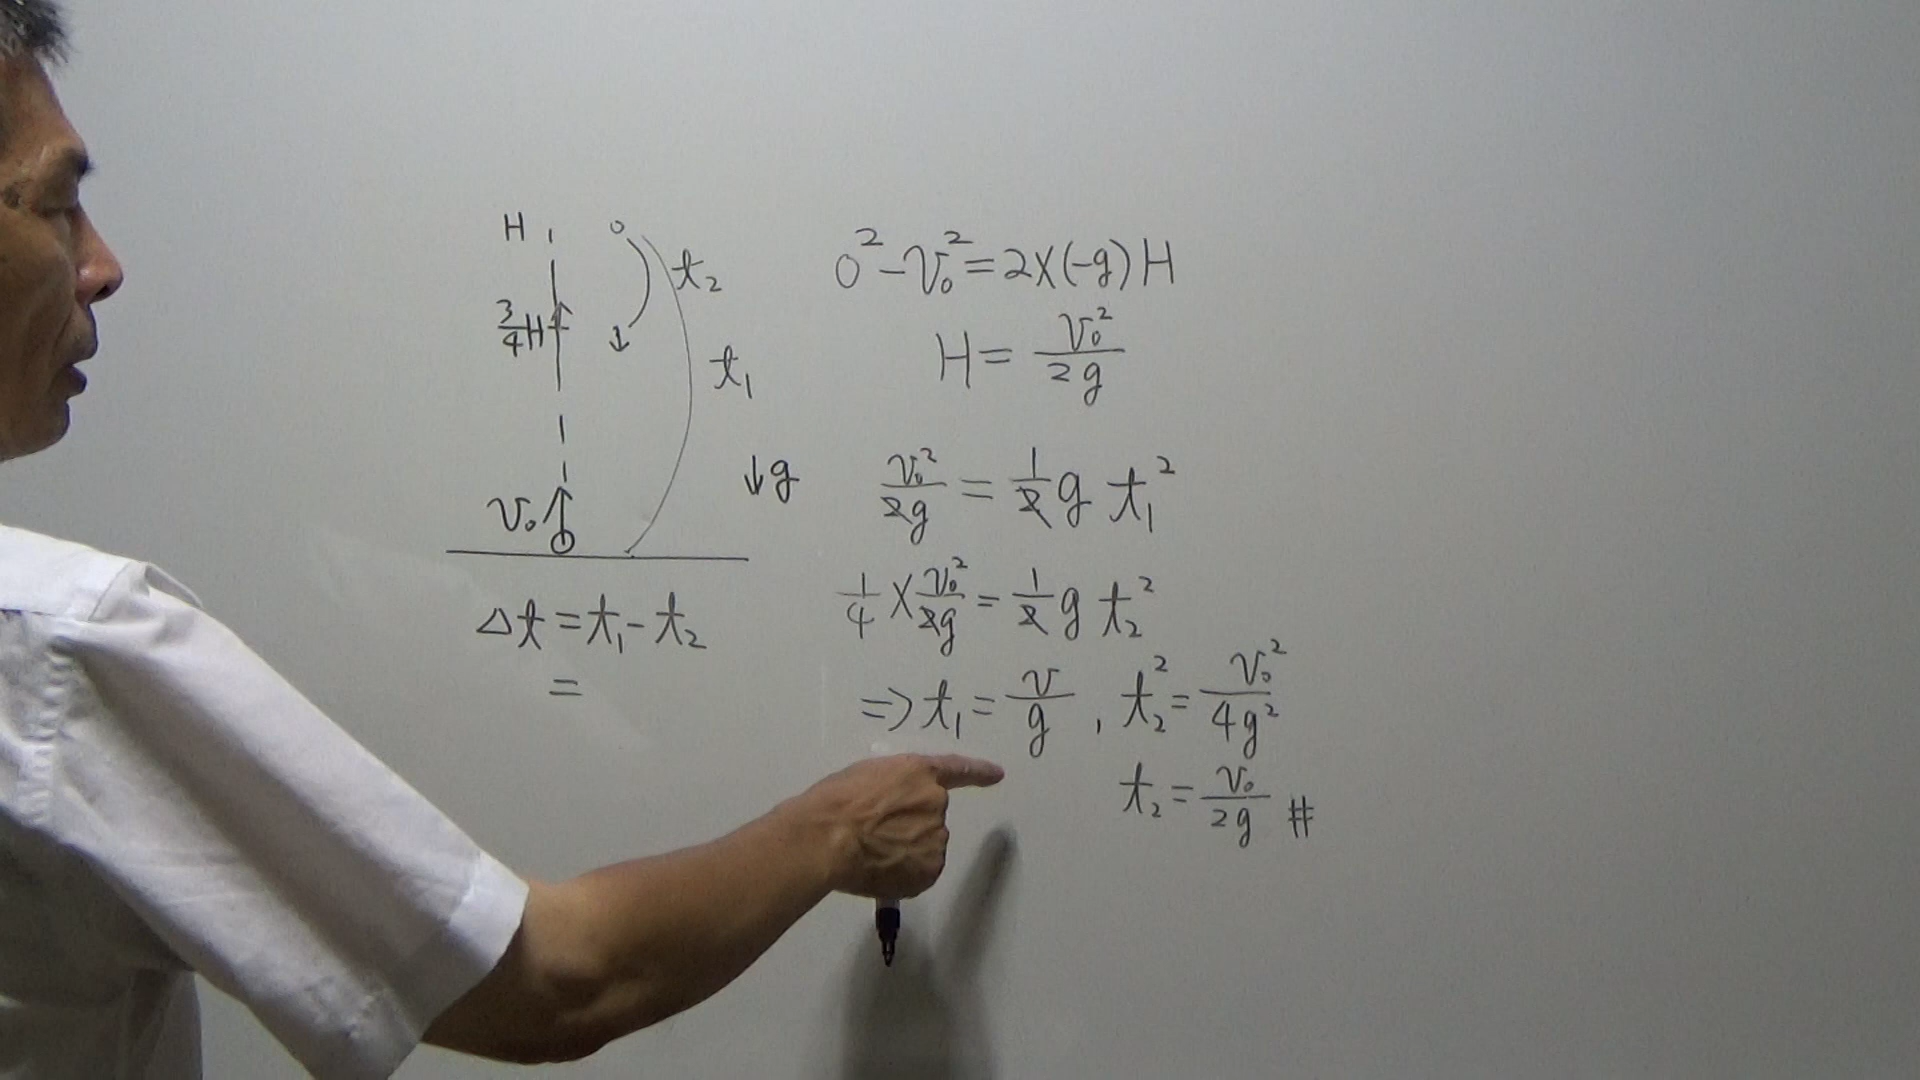 H
3/4 H
t₂
t₁
↓g
v₀
Δt = t₁ - t₂
=
0² - v₀² = 2×(-g)H
H = v₀²/2g
v₀²/2g = 1/2 g t₁²
1/4 × v₀²/2g = 1/2 g t₂²
⇒ t₁ = v/g , t₂² = v₀²/4g²
t₂ = v₀/2g #